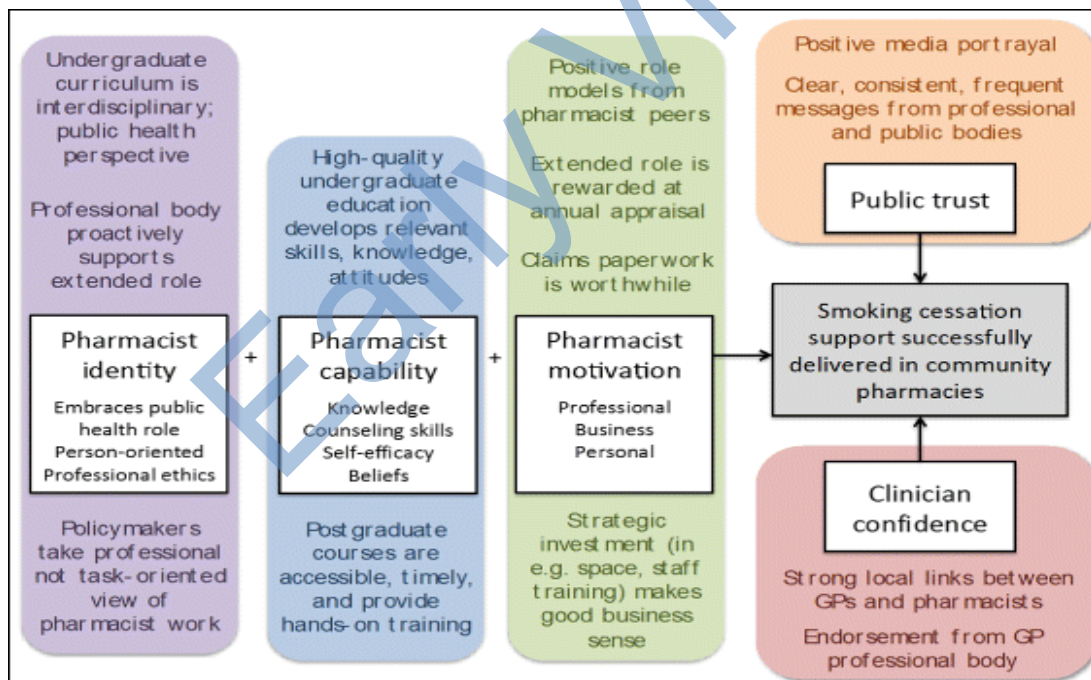 Undergraduate
curriculum is
interdisciplinary;
public health
perspective
Professional body
proactively
supports
extended role
Pharmacist
identity
Embraces public
health role
Person-oriented
Professional ethics
Policymakers
take professional
not task-oriented
view of
pharmacist work
+
High-quality
undergraduate
education
develops relevant
skills, knowledge,
attitudes
Pharmacist
capability
Knowledge
Counseling skills
Self-efficacy
Beliefs
Postgraduate
courses are
accessible, timely,
and provide
hands-on training
+
Positive role
models from
pharmacist peers
Extended role is
rewarded at
annual appraisal
Claims paperwork
is worthwhile
Pharmacist
motivation
Professional
Business
Personal
Strategic
investment (in
e.g. space, staff
training) makes
good business
sense
Positive media portrayal
Clear, consistent, frequent
messages from professional
and public bodies
Public trust
Smoking cessation
support successfully
delivered in community
pharmacies
Clinician
confidence
Strong local links between
GPs and pharmacists
Endorsement from GP
professional body
Early